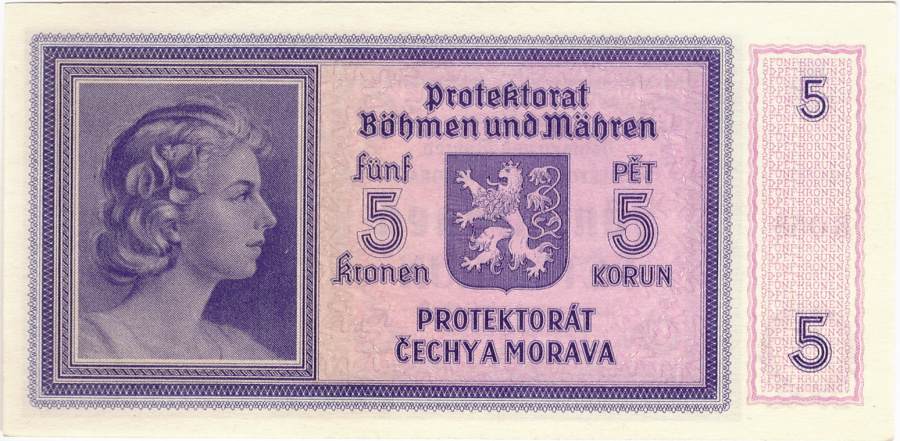 Protektorat
Böhmen und Mähren
fünf
5
Kronen
PĚT
5
KORUN
PROTEKTORÁT
ČECHY A MORAVA
5
5